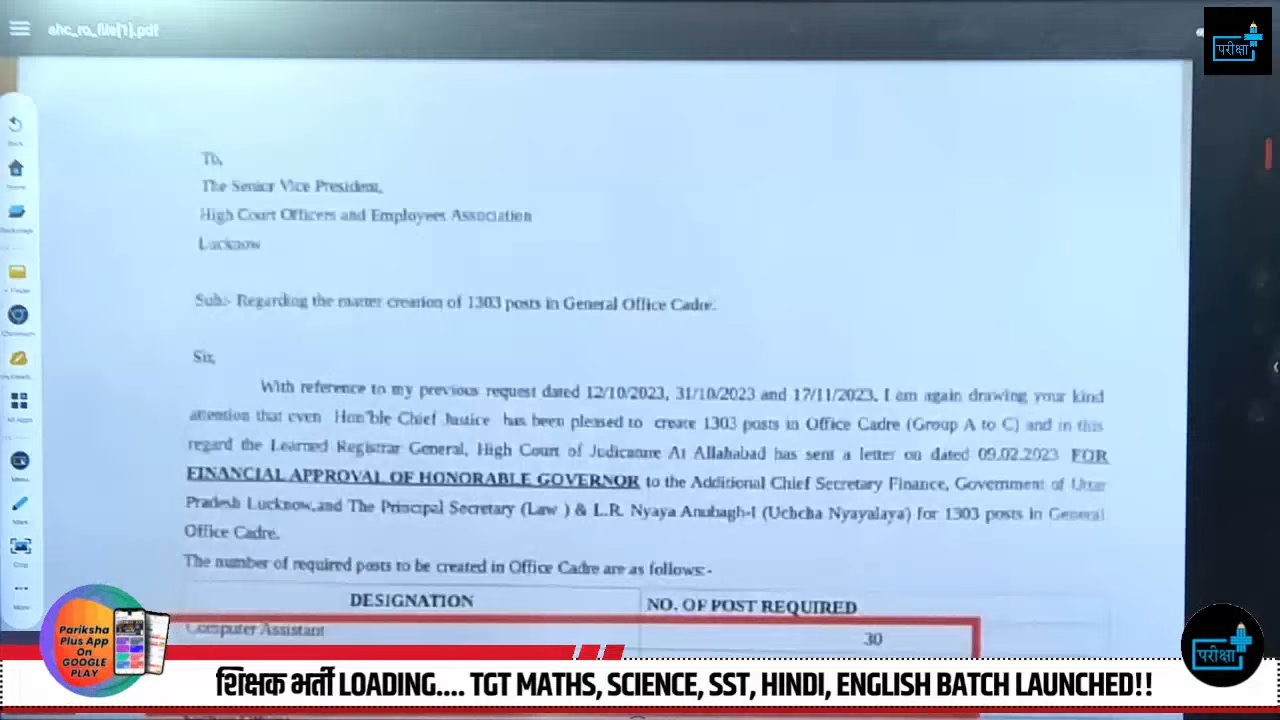 ahc_ro_file[1].pdf
परीक्षा
To,
The Senior Vice President,
High Court Officers and Employees Association
Lucknow
Sub:- Regarding the matter creation of 1303 posts in General Office Cadre.
Sir,
With reference to my previous request dated 12/10/2023, 31/10/2023 and 17/11/2023, I am again drawing your kind
attention that even Hon'ble Chief Justice has been pleased to create 1303 posts in Office Cadre (Group A to C) and in this
regard the Learned Registrar General, High Court of Judicature At Allahabad has sent a letter on dated 09.02.2023 FOR
FINANCIAL APPROVAL OF HONORABLE GOVERNOR to the Additional Chief Secretary Finance, Government of Uttar
Pradesh Lucknow,and The Principal Secretary (Law ) & L.R. Nyaya Anubagh-I (Uchcha Nyayalaya) for 1303 posts in General
Office Cadre.
The number of required posts to be created in Office Cadre are as follows:-
DESIGNATION NO. OF POST REQUIRED
Computer Assistant 30
Pariksha
Plus App
On
GOOGLE
PLAY
परीक्षा
शिक्षक भर्ती LOADING.... TGT MATHS, SCIENCE, SST, HINDI, ENGLISH BATCH LAUNCHED!!